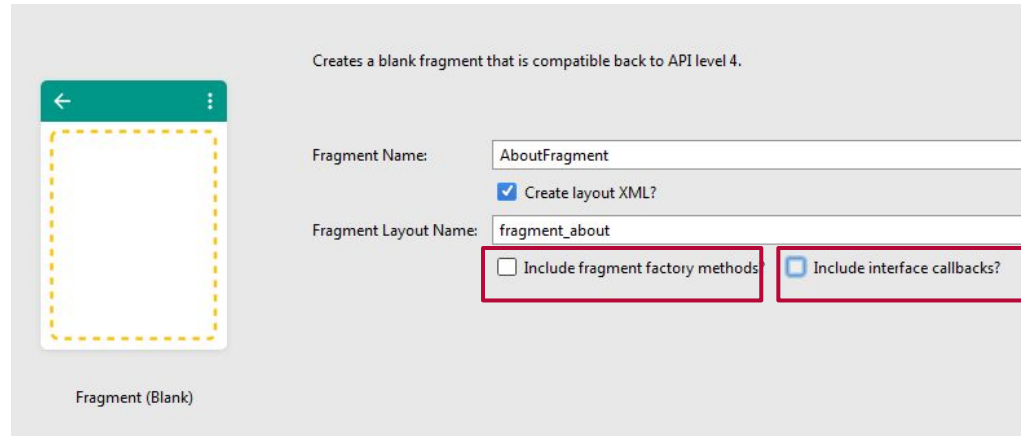 Creates a blank fragment that is compatible back to API level 4.
Fragment Name: AboutFragment
Create layout XML?
Fragment Layout Name: fragment_about
Include fragment factory methods? Include interface callbacks?
Fragment (Blank)